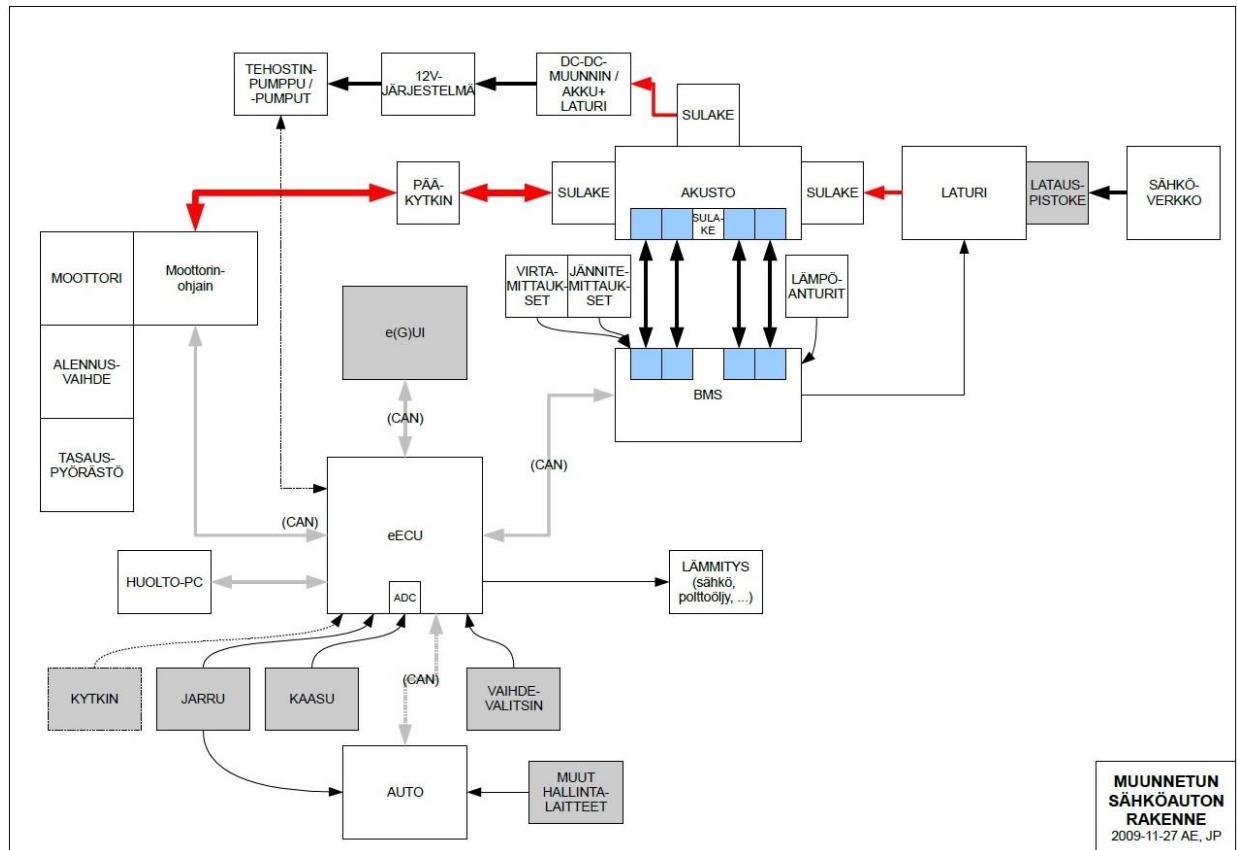 TEHOSTIN-
PUMPPU /
-PUMPUT
12V-
JÄRJESTELMÄ
DC-DC-
MUUNNIN /
AKKU+
LATURI
SULAKE
PÄÄ-
KYTKIN
SULAKE
AKUSTO
SULAKE
LATURI
LATAUS-
PISTOKE
SÄHKÖ-
VERKKO
SULA-
KE
MOOTTORI
Moottorin-
ohjain
VIRTA-
MITTAUK-
SET
JÄNNITE-
MITTAUK-
SET
LÄMPÖ-
ANTURIT
e(G)UI
ALENNUS-
VAIHDE
BMS
(CAN)
TASAUS-
PYÖRÄSTÖ
(CAN)
(CAN)
eECU
HUOLTO-PC
ADC
LÄMMITYS
(sähkö,
polttoöljy, ...)
KYTKIN
JARRU
KAASU
(CAN)
VAIHDE-
VALITSIN
AUTO
MUUT
HALLINTA-
LAITTEET
MUUNNETUN
SÄHKÖAUTON
RAKENNE
2009-11-27 AE, JP